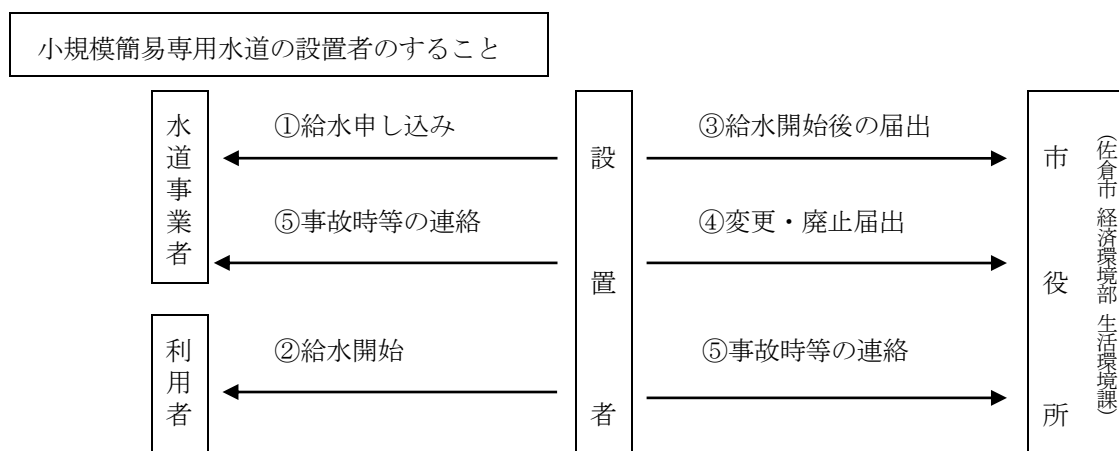 小規模簡易専用水道の設置者のすること
水道事業者
①給水申し込み
⑤事故時等の連絡
利用者
②給水開始
設置者
③給水開始後の届出
④変更・廃止届出
⑤事故時等の連絡
市役所
(佐倉市 経済環境部 生活環境課)